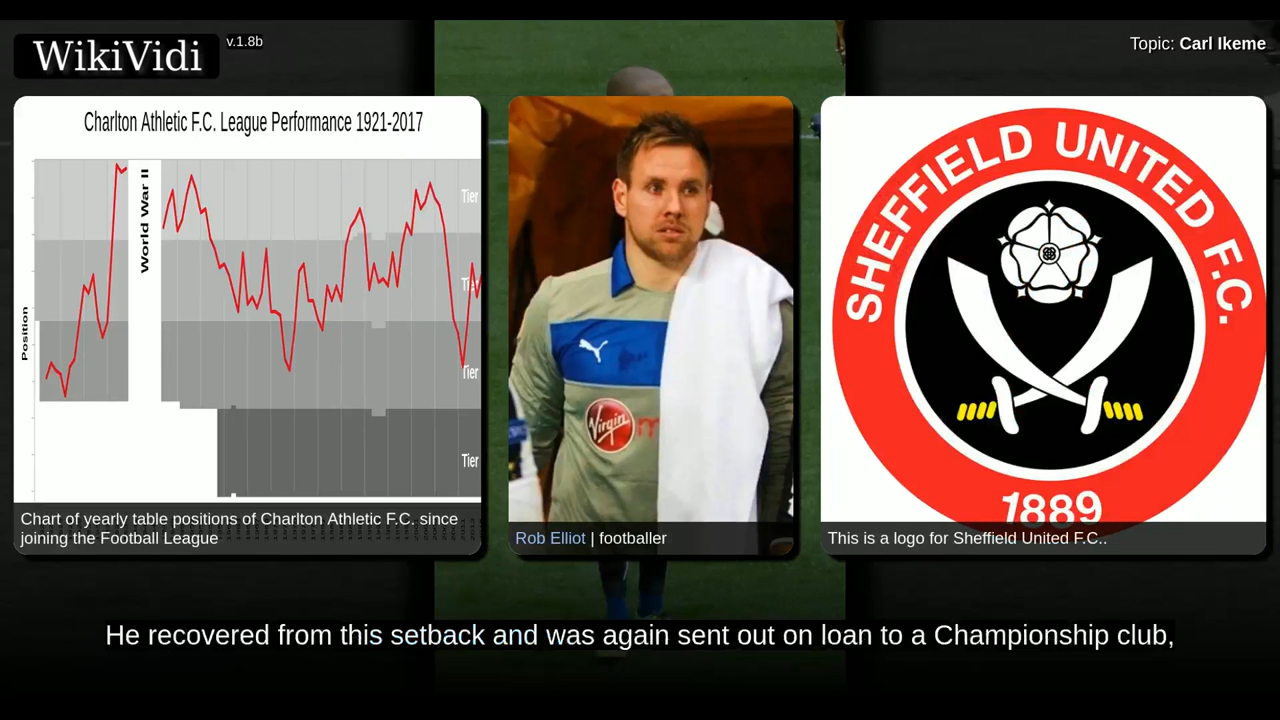 WikiVidi
v.1.8b
Topic: Carl Ikeme
Charlton Athletic F.C. League Performance 1921-2017
World War II
Position
Tier
Tier
Tier
Chart of yearly table positions of Charlton Athletic F.C. since
joining the Football League
Virgin
m
Rob Elliot | footballer
SHEFFIELD UNITED F.C.
1889
This is a logo for Sheffield United F.C..
He recovered from this setback and was again sent out on loan to a Championship club,